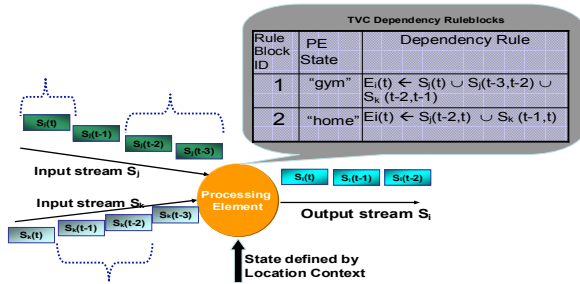 TVC Dependency Ruleblocks
Rule Block ID
PE State
Dependency Rule
1
"gym"
Ei(t) ← Sj(t) ∪ Sj(t-3,t-2) ∪
Sk (t-2,t-1)
2
"home"
Ei(t) ← Sj(t-2,t) ∪ Sk (t-1,t)
Sj(t)
Sj(t-1)
Sj(t-2)
Sj(t-3)
Input stream Sj
Input stream Sk
Sk(t)
Sk(t-1)
Sk(t-2)
Sk(t-3)
Processing
Element
Si(t)
Si(t-1)
Si(t-2)
Output stream Si
State defined by
Location Context